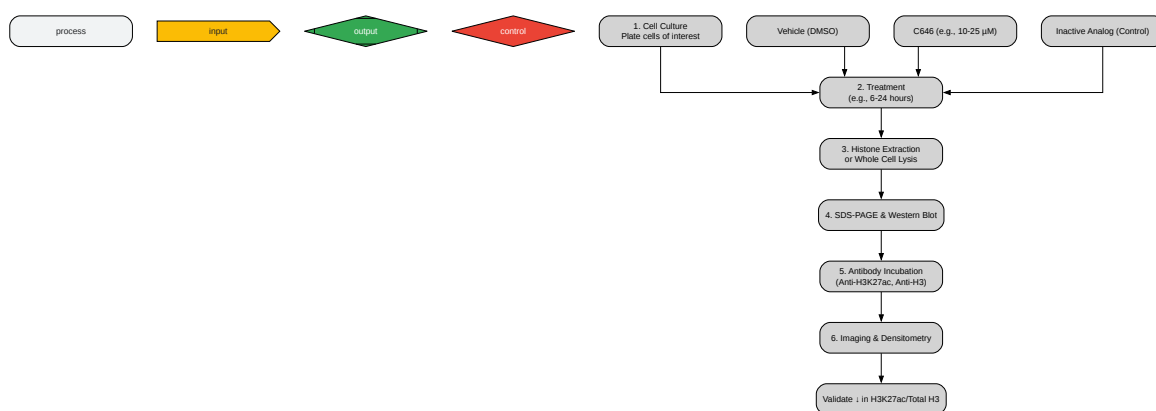 process
input
output
control
1. Cell Culture
Plate cells of interest
Vehicle (DMSO)
C646 (e.g., 10-25 µM)
Inactive Analog (Control)
2. Treatment
(e.g., 6-24 hours)
3. Histone Extraction
or Whole Cell Lysis
4. SDS-PAGE & Western Blot
5. Antibody Incubation
(Anti-H3K27ac, Anti-H3)
6. Imaging & Densitometry
Validate ↓ in H3K27ac/Total H3